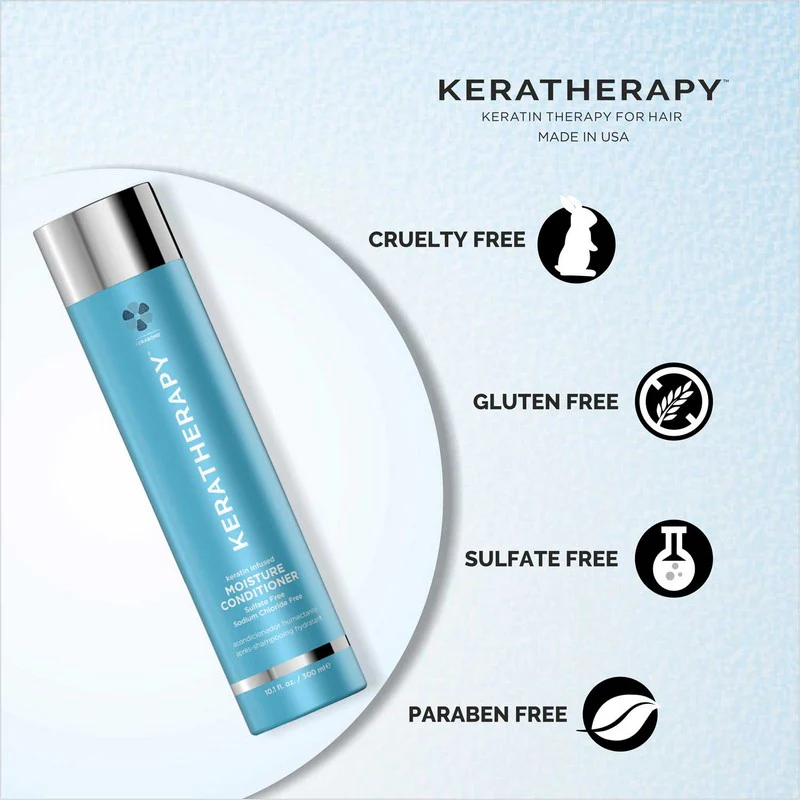 KERATHERAPY™
KERATIN THERAPY FOR HAIR
MADE IN USA
CRUELTY FREE
GLUTEN FREE
SULFATE FREE
PARABEN FREE
KERATHERAPY™
keratin infused
MOISTURE
CONDITIONER
Sulfate Free
Sodium Chloride Free
acondicionador humectante
après-shampooing hydratant
10.1 fl. oz. / 300 ml e